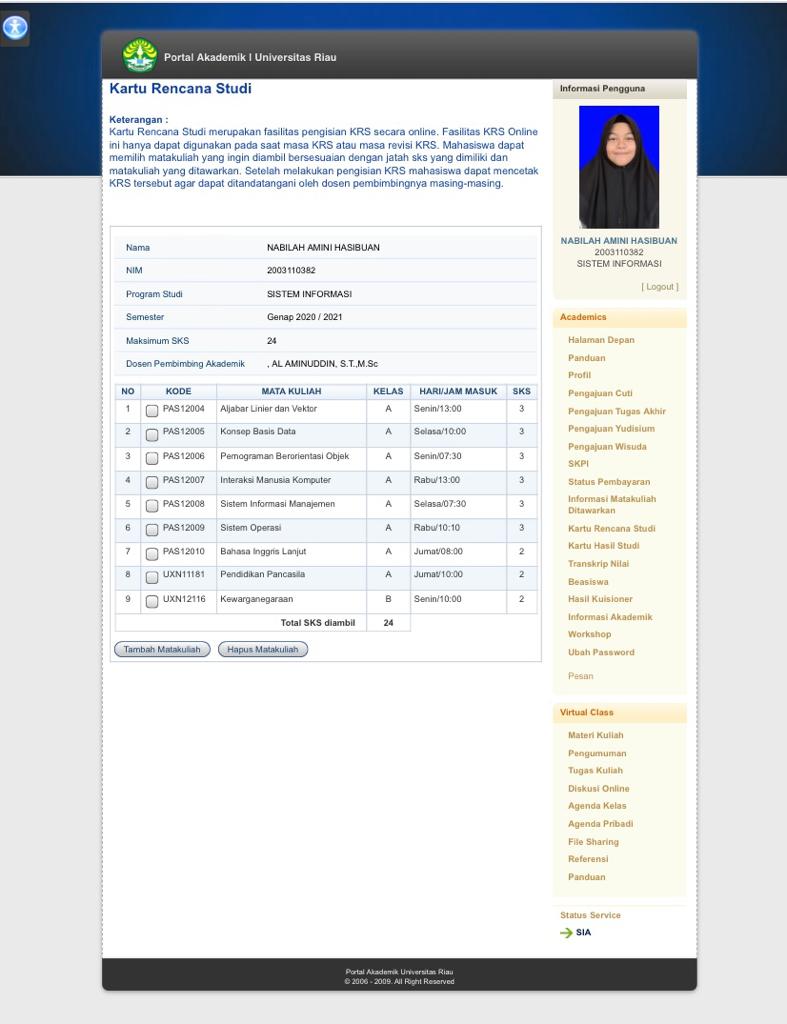 Portal Akademik | Universitas Riau
Kartu Rencana Studi
Keterangan :
Kartu Rencana Studi merupakan fasilitas pengisian KRS secara online. Fasilitas KRS Online
ini hanya dapat digunakan pada saat masa KRS atau masa revisi KRS. Mahasiswa dapat
memilih matakuliah yang ingin diambil bersesuaian dengan jatah sks yang dimiliki dan
matakuliah yang ditawarkan. Setelah melakukan pengisian KRS mahasiswa dapat mencetak
KRS tersebut agar dapat ditandatangani oleh dosen pembimbingnya masing-masing.
Nama NABILAH AMINI HASIBUAN
NIM 2003110382
Program Studi SISTEM INFORMASI
Semester Genap 2020 / 2021
Maksimum SKS 24
Dosen Pembimbing Akademik , AL AMINUDDIN, S.T.,M.Sc
NO KODE MATA KULIAH KELAS HARI/JAM MASUK SKS
1 PAS12004 Aljabar Linier dan Vektor A Senin/13:00 3
2 PAS12005 Konsep Basis Data A Selasa/10:00 3
3 PAS12006 Pemograman Berorientasi Objek A Senin/07:30 3
4 PAS12007 Interaksi Manusia Komputer A Rabu/13:00 3
5 PAS12008 Sistem Informasi Manajemen A Selasa/07:30 3
6 PAS12009 Sistem Operasi A Rabu/10:10 3
7 PAS12010 Bahasa Inggris Lanjut A Jumat/08:00 2
8 UXN11181 Pendidikan Pancasila A Jumat/10:00 2
9 UXN12116 Kewarganegaraan B Senin/10:00 2
Total SKS diambil 24
Tambah Matakuliah Hapus Matakuliah
Informasi Pengguna
NABILAH AMINI HASIBUAN
2003110382
SISTEM INFORMASI
[ Logout ]
Academics
Halaman Depan
Panduan
Profil
Pengajuan Cuti
Pengajuan Tugas Akhir
Pengajuan Yudisium
Pengajuan Wisuda
SKPI
Status Pembayaran
Informasi Matakuliah
Ditawarkan
Kartu Rencana Studi
Kartu Hasil Studi
Transkrip Nilai
Beasiswa
Hasil Kuisioner
Informasi Akademik
Workshop
Ubah Password
Pesan
Virtual Class
Materi Kuliah
Pengumuman
Tugas Kuliah
Diskusi Online
Agenda Kelas
Agenda Pribadi
File Sharing
Referensi
Panduan
Status Service
SIA
Portal Akademik Universitas Riau
© 2006 - 2009. All Right Reserved